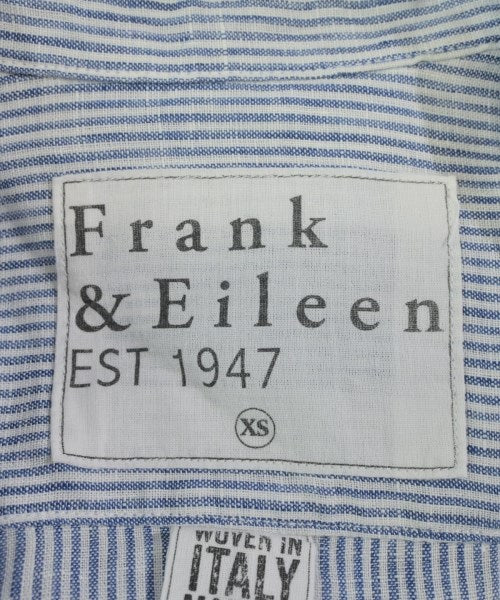 Frank
& Eileen
EST 1947
XS
WOVEN IN
ITALY